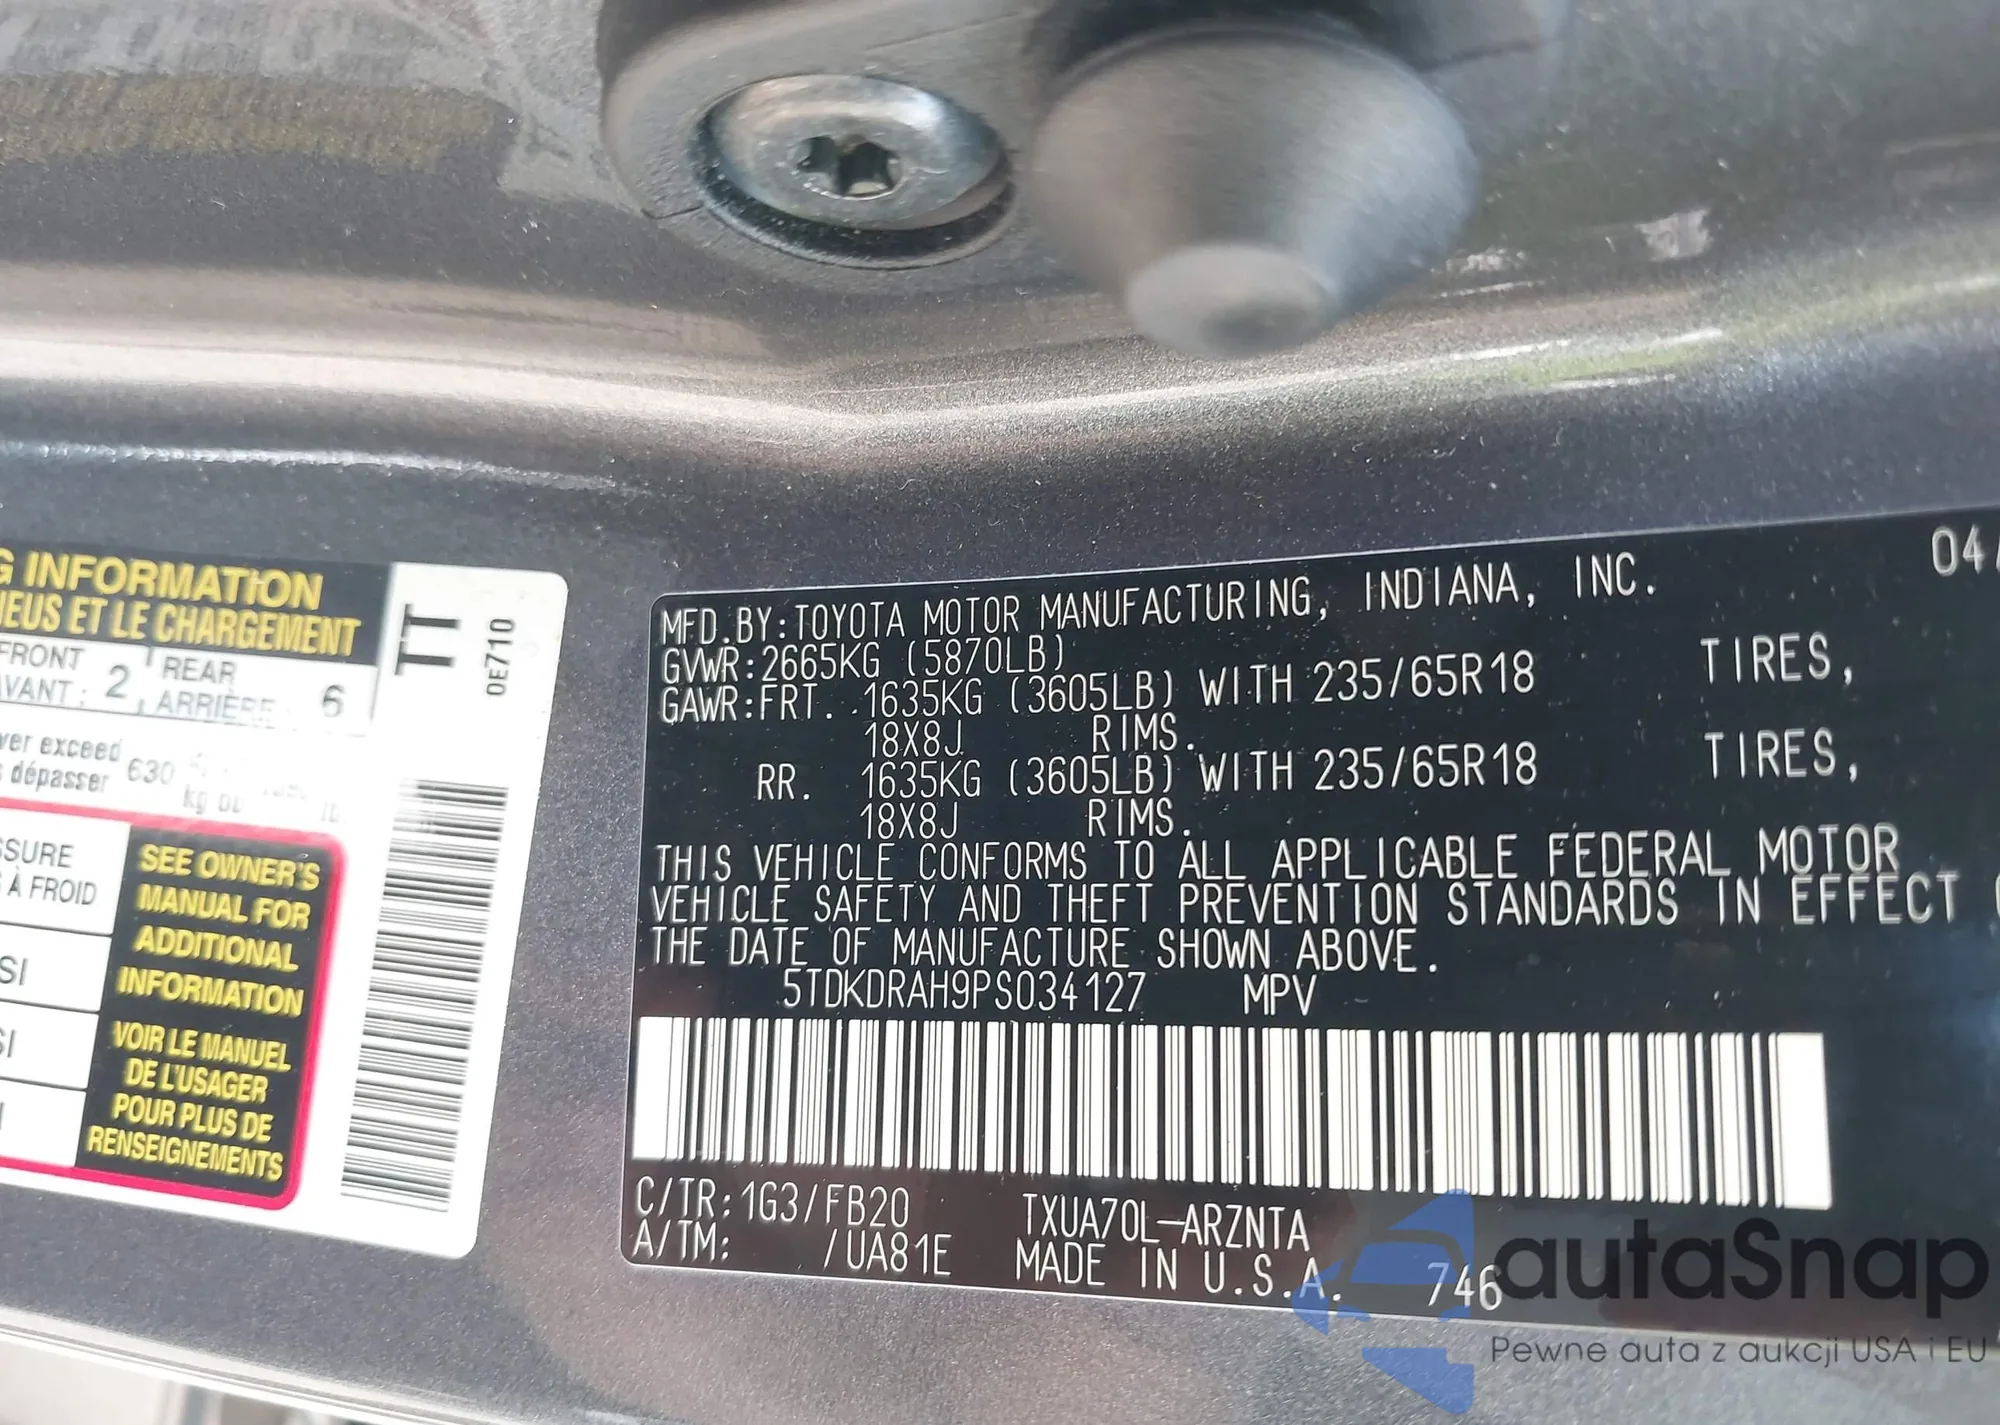 G INFORMATION
NEUS ET LE CHARGEMENT
FRONT
AVANT : 2
REAR
ARRIÈRE : 6
ver exceed
s dépasser 630
kg ou
SSURE
À FROID
SI
SI
SEE OWNER'S
MANUAL FOR
ADDITIONAL
INFORMATION
VOIR LE MANUEL
DE L'USAGER
POUR PLUS DE
RENSEIGNEMENTS
TT
0E710
04/
MFD.BY:TOYOTA MOTOR MANUFACTURING, INDIANA, INC.
GVWR:2665KG (5870LB)
GAWR:FRT. 1635KG (3605LB) WITH 235/65R18 TIRES,
18X8J RIMS.
RR. 1635KG (3605LB) WITH 235/65R18 TIRES,
18X8J RIMS.
THIS VEHICLE CONFORMS TO ALL APPLICABLE FEDERAL MOTOR
VEHICLE SAFETY AND THEFT PREVENTION STANDARDS IN EFFECT
THE DATE OF MANUFACTURE SHOWN ABOVE.
5TDKDRAH9PS034127 MPV
C/TR:1G3/FB20 TXUA70L-ARZNTA
A/TM: /UA81E MADE IN U.S.A. 746
autaSnap
Pewne auta z aukcji USA i EU